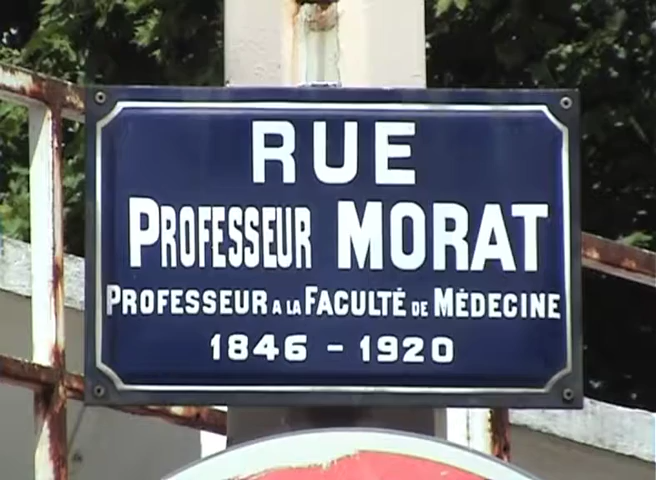 RUE
PROFESSEUR MORAT
PROFESSEUR A LA FACULTÉ DE MÉDECINE
1846 - 1920